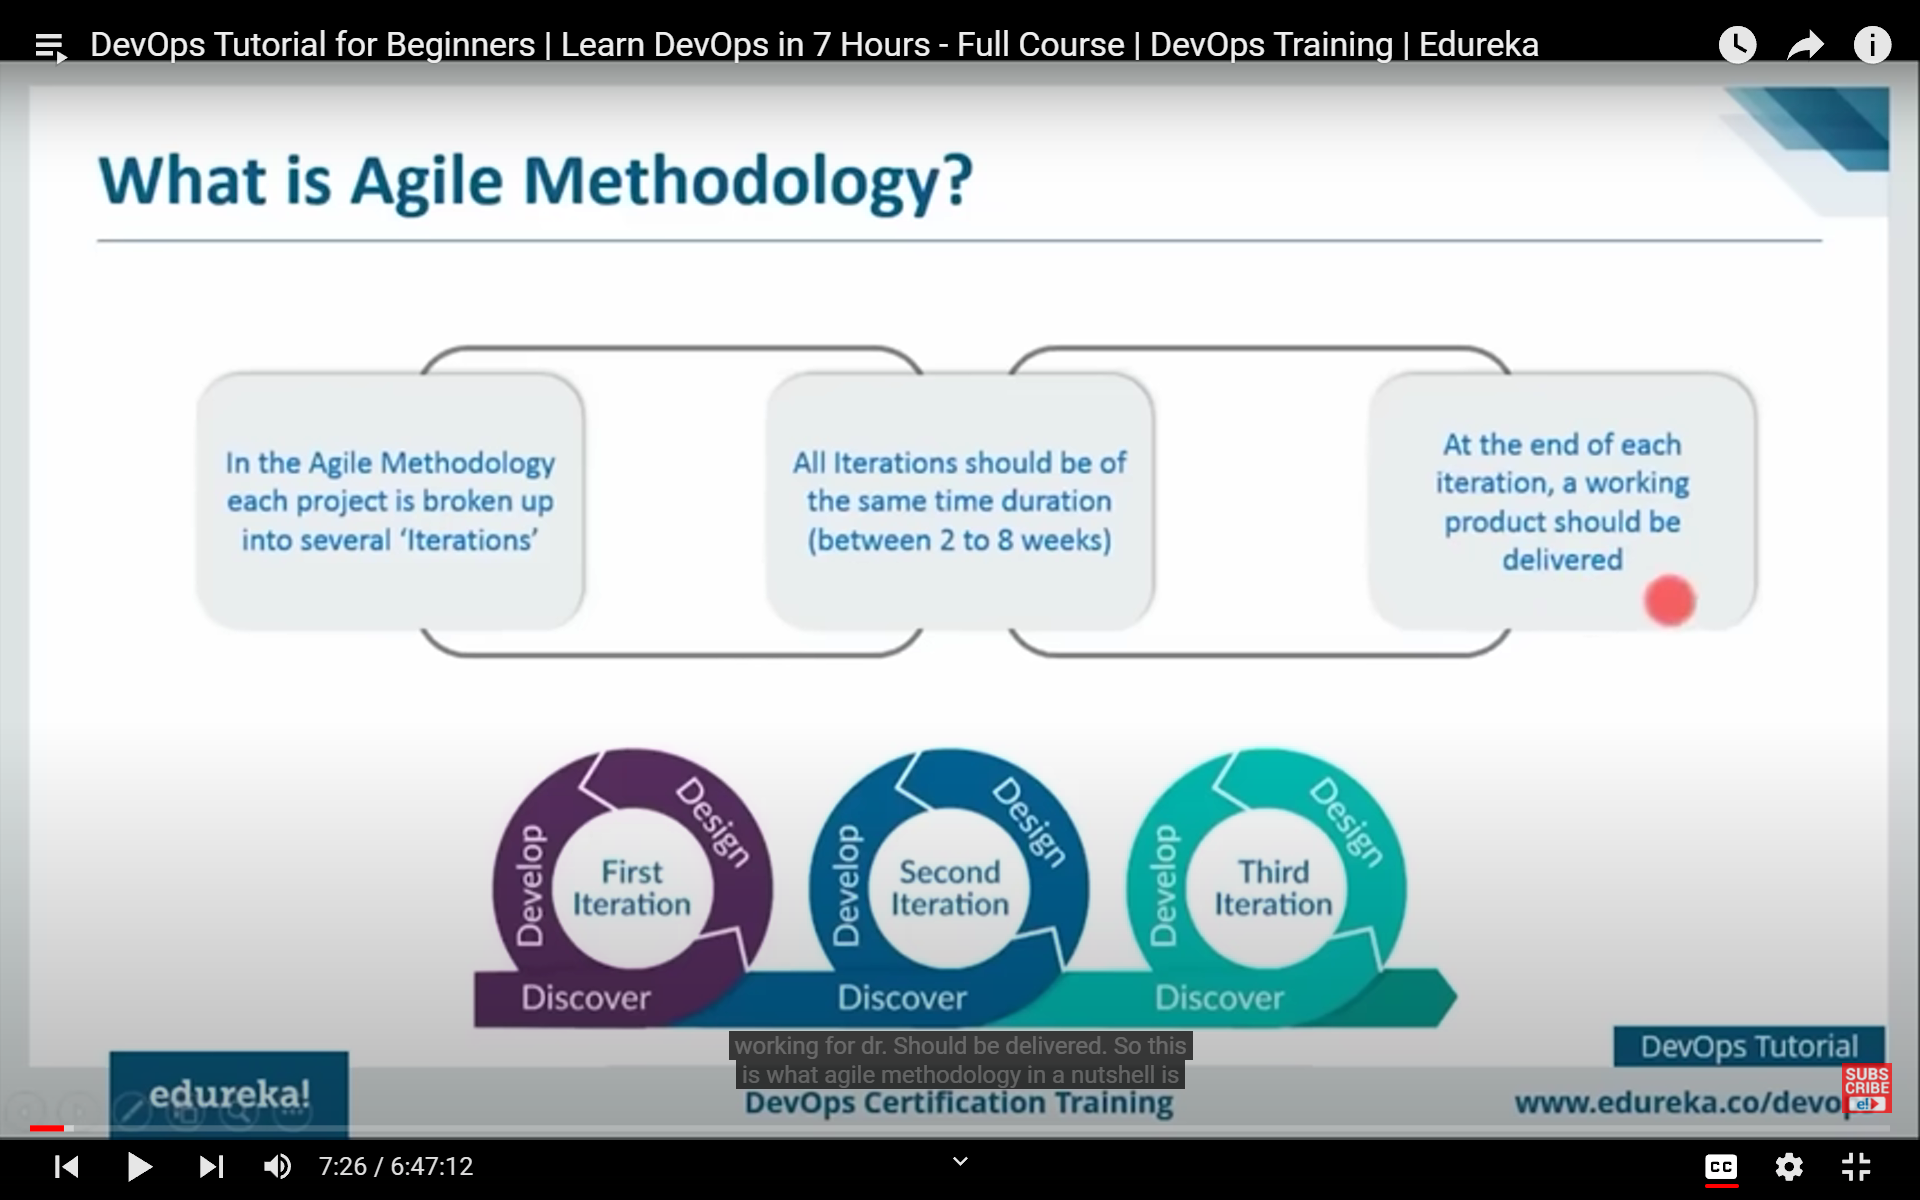 DevOps Tutorial for Beginners | Learn DevOps in 7 Hours - Full Course | DevOps Training | Edureka
What is Agile Methodology?
In the Agile Methodology
each project is broken up
into several ‘Iterations’
All Iterations should be of
the same time duration
(between 2 to 8 weeks)
At the end of each
iteration, a working
product should be
delivered
Develop
Design
First
Iteration
Discover
Develop
Design
Second
Iteration
Discover
Develop
Design
Third
Iteration
Discover
working for dr. Should be delivered. So this
is what agile methodology in a nutshell is
DevOps Tutorial
edureka!
DevOps Certification Training
www.edureka.co/devop
SUBS
CRIBE
e!
7:26 / 6:47:12
CC